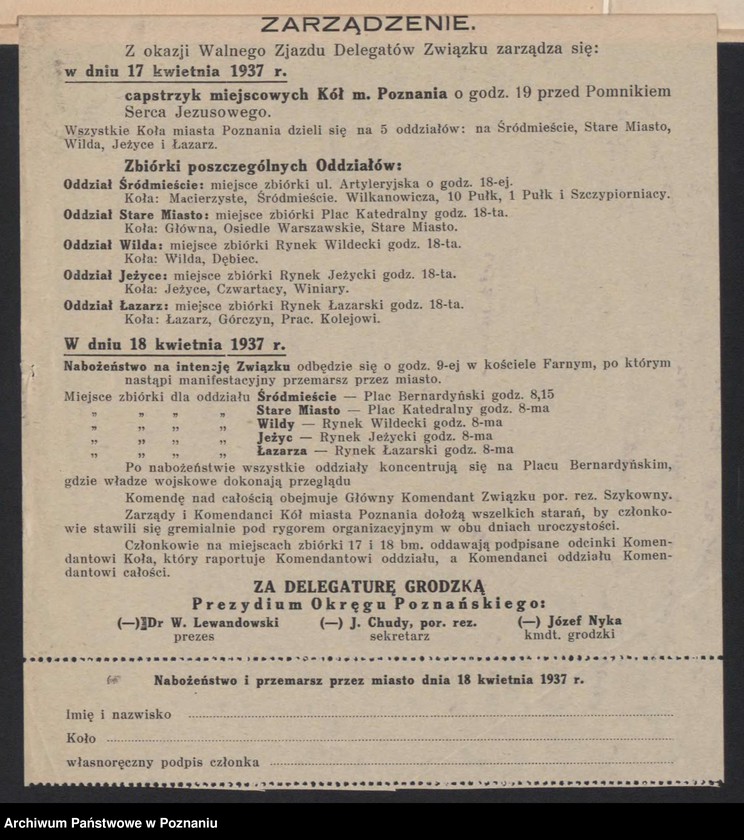 ZARZĄDZENIE.
Z okazji Walnego Zjazdu Delegatów Związku zarządza się:
w dniu 17 kwietnia 1937 r.
capstrzyk miejscowych Kół m. Poznania o godz. 19 przed Pomnikiem
Serca Jezusowego.
Wszystkie Koła miasta Poznania dzieli się na 5 oddziałów: na Śródmieście, Stare Miasto,
Wilda, Jeżyce i Łazarz.
Zbiórki poszczególnych Oddziałów:
Oddział Śródmieście: miejsce zbiórki ul. Artyleryjska o godz. 18-ej.
Koła: Macierzyste, Śródmieście. Wilkanowicza, 10 Pułk, 1 Pułk i Szczypiorniacy.
Oddział Stare Miasto: miejsce zbiórki Plac Katedralny godz. 18-ta.
Koła: Główna, Osiedle Warszawskie, Stare Miasto.
Oddział Wilda: miejsce zbiórki Rynek Wildecki godz. 18-ta.
Koła: Wilda, Dębiec.
Oddział Jeżyce: miejsce zbiórki Rynek Jeżycki godz. 18-ta.
Koła: Jeżyce, Czwartacy, Winiary.
Oddział Łazarz: miejsce zbiórki Rynek Łazarski godz. 18-ta.
Koła: Łazarz, Górczyn, Prac. Kolejowi.
W dniu 18 kwietnia 1937 r.
Nabożeństwo na intencję Związku odbędzie się o godz. 9-ej w kościele Farnym, po którym
nastąpi manifestacyjny przemarsz przez miasto.
Miejsce zbiórki dla oddziału Śródmieście — Plac Bernardyński godz. 8,15
„ „ „ „ Stare Miasto — Plac Katedralny godz. 8-ma
„ „ „ „ Wildy — Rynek Wildecki godz. 8-ma
„ „ „ „ Jeżyc — Rynek Jeżycki godz. 8-ma
„ „ „ „ Łazarza — Rynek Łazarski godz. 8-ma
Po nabożeństwie wszystkie oddziały koncentrują się na Placu Bernardyńskim,
gdzie władze wojskowe dokonają przeglądu
Komendę nad całością obejmuje Główny Komendant Związku por. rez. Szykowny.
Zarządy i Komendanci Kół miasta Poznania dołożą wszelkich starań, by członko-
wie stawili się gremialnie pod rygorem organizacyjnym w obu dniach uroczystości.
Członkowie na miejscach zbiórki 17 i 18 bm. oddawają podpisane odcinki Komen-
dantowi Koła, który raportuje Komendantowi oddziału, a Komendanci oddziału Komen-
dantowi całości.
ZA DELEGATURĘ GRODZKĄ
Prezydium Okręgu Poznańskiego:
(—) Dr W. Lewandowski (—) J. Chudy, por. rez. (—) Józef Nyka
prezes sekretarz kmdt. grodzki
Nabożeństwo i przemarsz przez miasto dnia 18 kwietnia 1937 r.
Imię i nazwisko
Koło
własnoręczny podpis członka
Archiwum Państwowe w Poznaniu